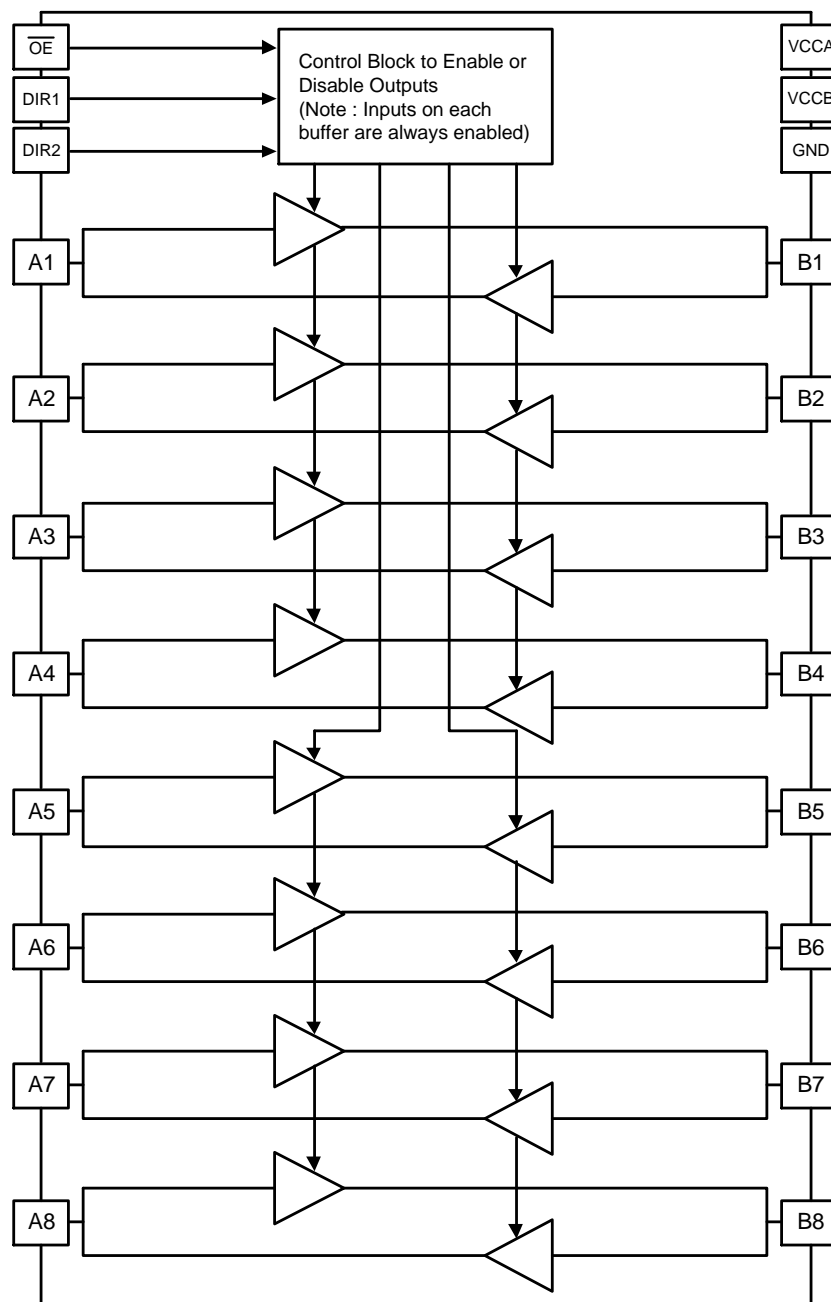 OE
DIR1
DIR2
Control Block to Enable or
Disable Outputs
(Note : Inputs on each
buffer are always enabled)
VCCA
VCCB
GND
A1
B1
A2
B2
A3
B3
A4
B4
A5
B5
A6
B6
A7
B7
A8
B8